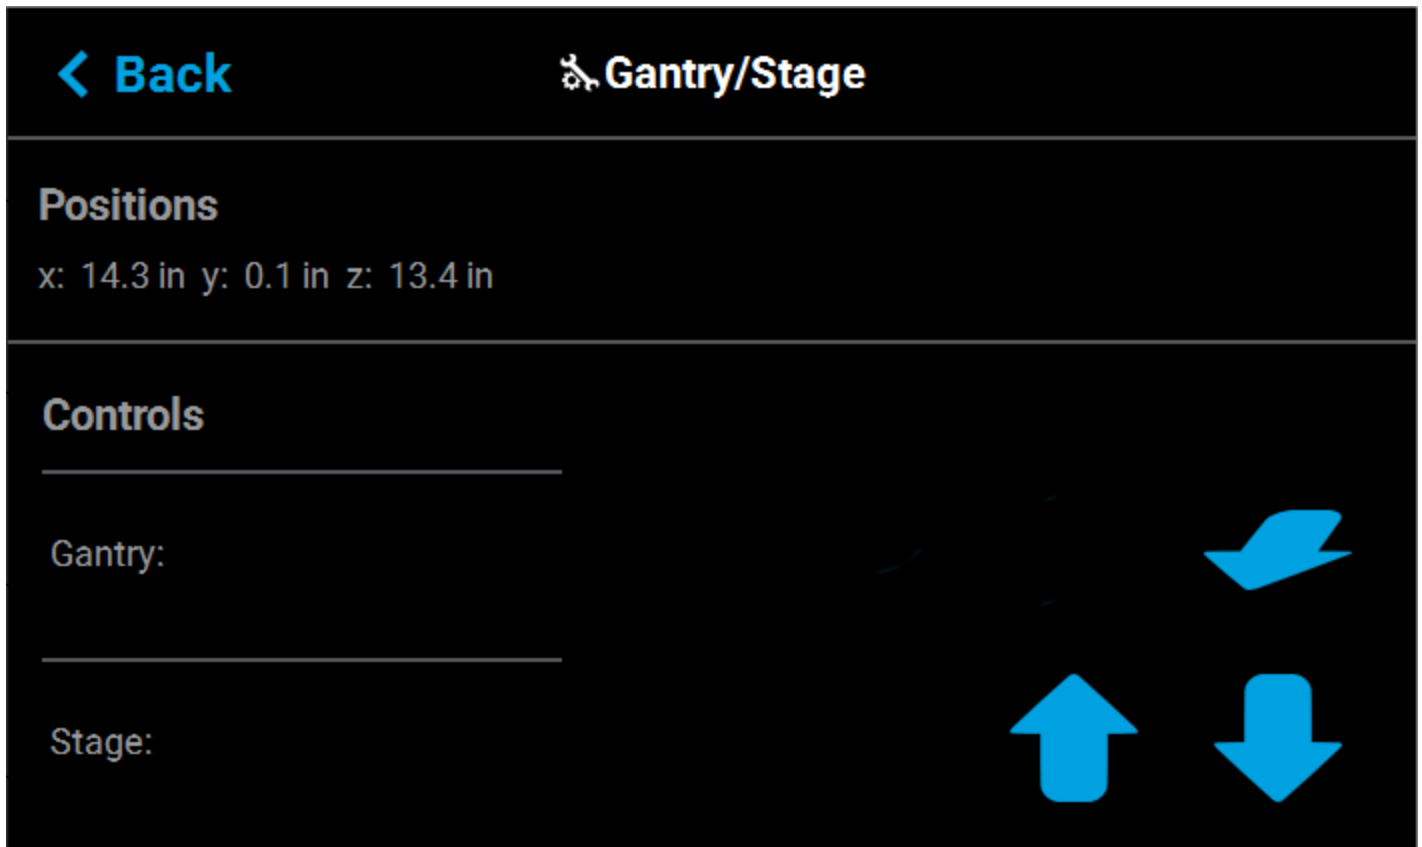 Back
Gantry/Stage
Positions
x: 14.3 in y: 0.1 in z: 13.4 in
Controls
Gantry:
Stage: